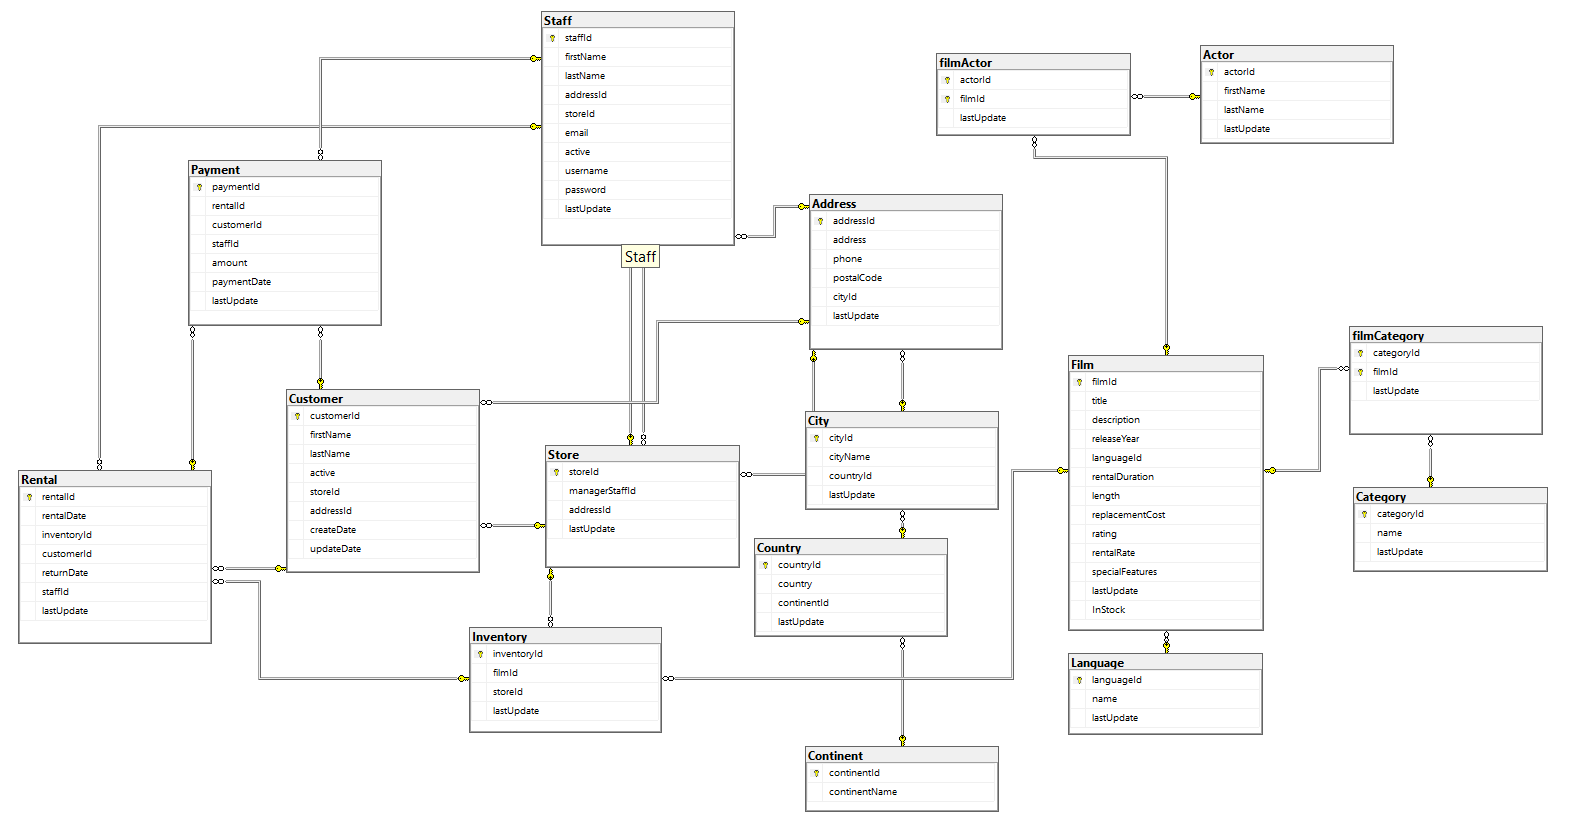 Staff
staffId
firstName
lastName
addressId
storeId
email
active
username
password
lastUpdate
Staff
filmActor
actorId
filmId
lastUpdate
Actor
actorId
firstName
lastName
lastUpdate
Payment
paymentId
rentalId
customerId
staffId
amount
paymentDate
lastUpdate
Address
addressId
address
phone
postalCode
cityId
lastUpdate
Customer
customerId
firstName
lastName
active
storeId
addressId
createDate
updateDate
Film
filmId
title
description
releaseYear
languageId
rentalDuration
length
replacementCost
rating
rentalRate
specialFeatures
lastUpdate
InStock
filmCategory
categoryId
filmId
lastUpdate
City
cityId
cityName
countryId
lastUpdate
Store
storeId
managerStaffId
addressId
lastUpdate
Rental
rentalId
rentalDate
inventoryId
customerId
returnDate
staffId
lastUpdate
Category
categoryId
name
lastUpdate
Country
countryId
country
continentId
lastUpdate
Inventory
inventoryId
filmId
storeId
lastUpdate
Language
languageId
name
lastUpdate
Continent
continentId
continentName